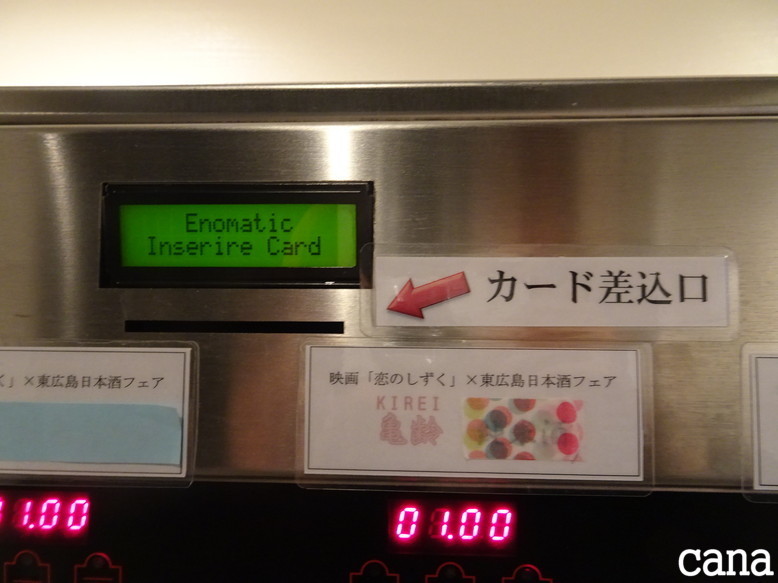 Enomatic
Inserire Card
カード差込口
く」×東広島日本酒フェア
映画「恋のしずく」×東広島日本酒フェア
KIREI
亀齢
1.00
01.00
cana